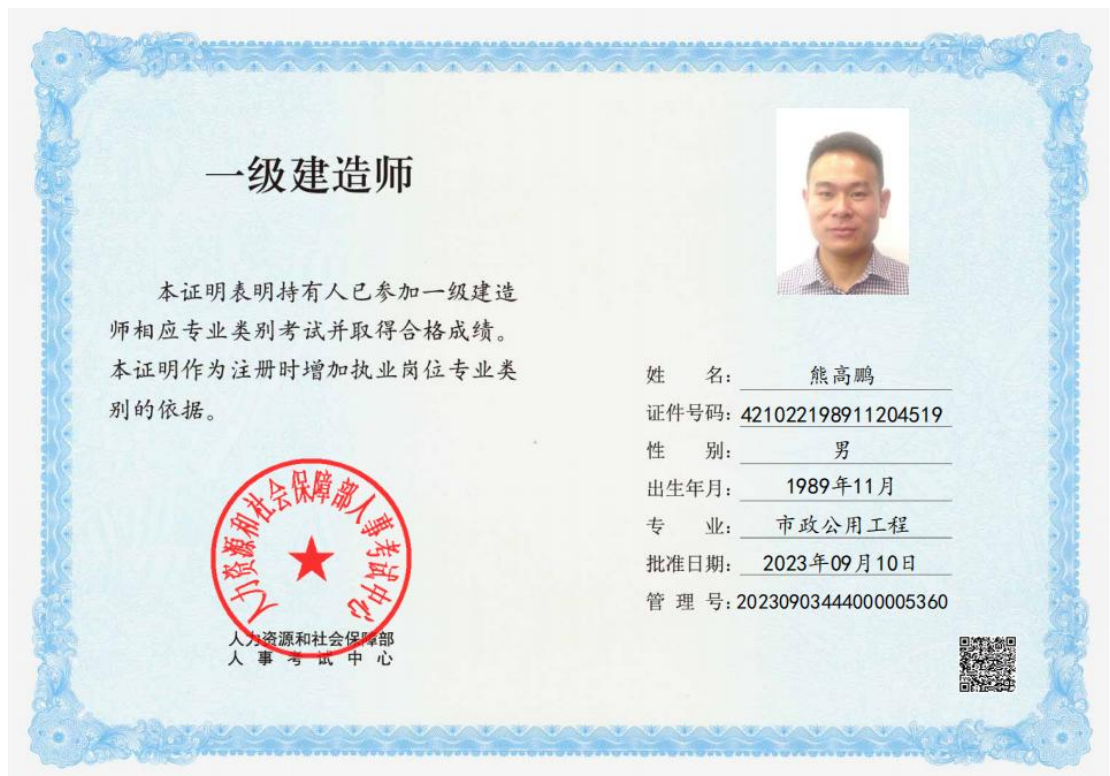 一级建造师
本证明表明持有人已参加一级建造
师相应专业类别考试并取得合格成绩。
本证明作为注册时增加执业岗位专业类
别的依据。
人力资源和社会保障部人事考试中心
人力资源和社会保障部
人事考试中心
姓 名: 熊高鹏
证件号码: 421022198911204519
性 别: 男
出生年月: 1989年11月
专 业: 市政公用工程
批准日期: 2023年09月10日
管 理 号: 20230903444000005360